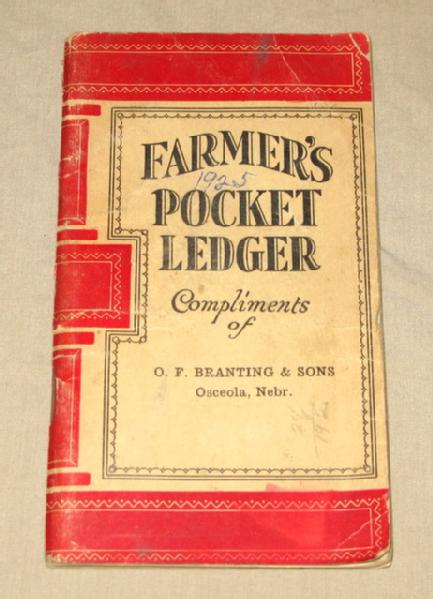 FARMER'S
1925
POCKET
LEDGER
Compliments
of
O. F. BRANTING & SONS
Osceola, Nebr.